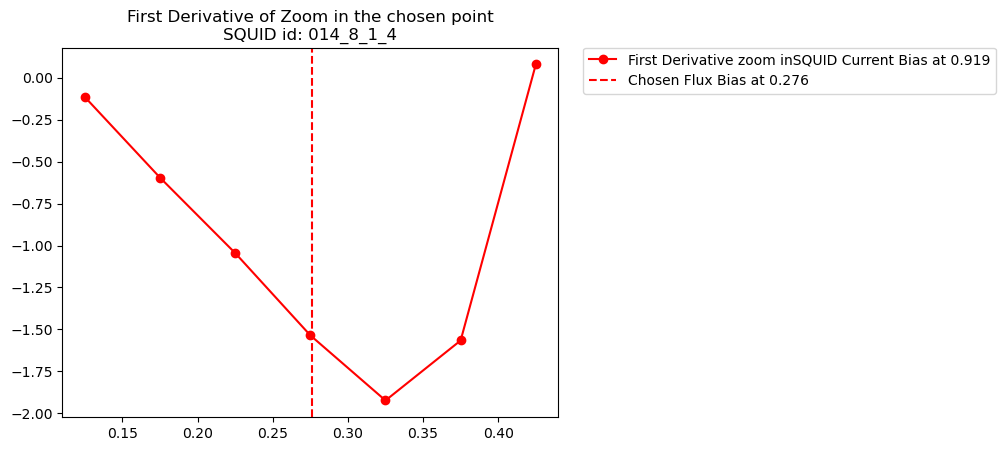 First Derivative of Zoom in the chosen point
SQUID id: 014_8_1_4
First Derivative zoom inSQUID Current Bias at 0.919
Chosen Flux Bias at 0.276
0.00
−0.25
−0.50
−0.75
−1.00
−1.25
−1.50
−1.75
−2.00
0.15 0.20 0.25 0.30 0.35 0.40